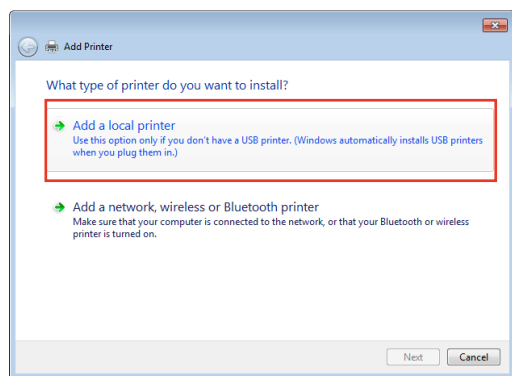 Add Printer
What type of printer do you want to install?
Add a local printer
Use this option only if you don't have a USB printer. (Windows automatically installs USB printers
when you plug them in.)
Add a network, wireless or Bluetooth printer
Make sure that your computer is connected to the network, or that your Bluetooth or wireless
printer is turned on.
Next Cancel